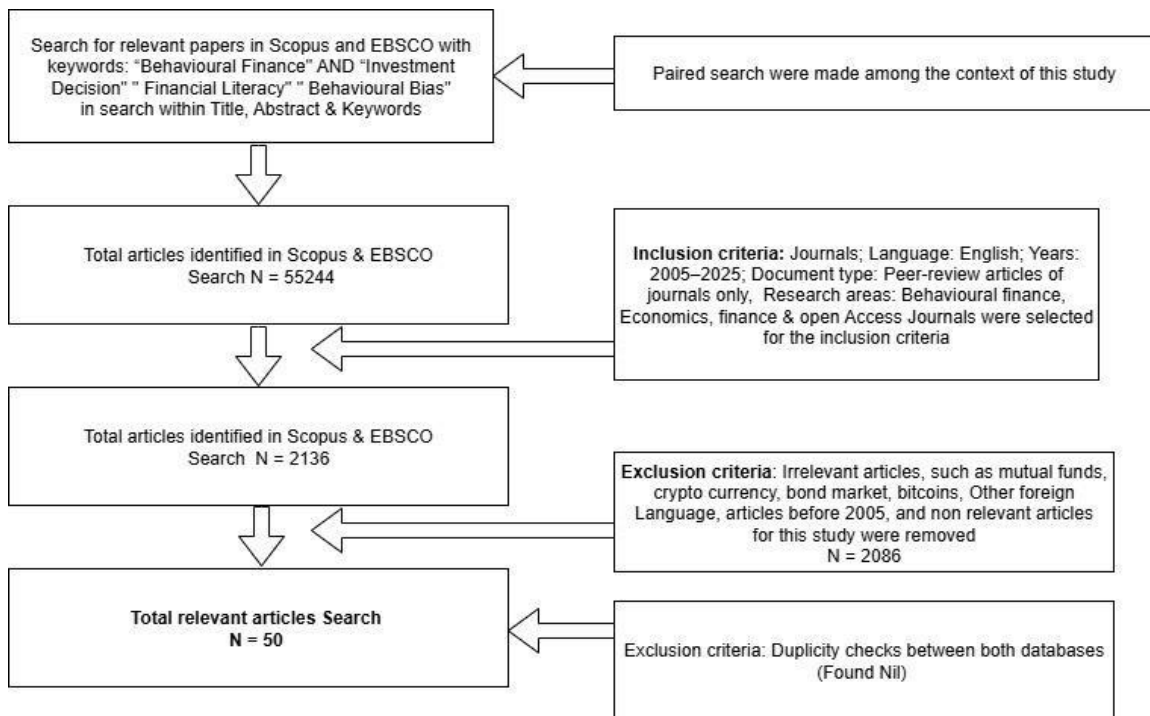 Search for relevant papers in Scopus and EBSCO with
keywords: “Behavioural Finance" AND “Investment
Decision" " Financial Literacy" " Behavioural Bias"
in search within Title, Abstract & Keywords
Paired search were made among the context of this study
Total articles identified in Scopus & EBSCO
Search N = 55244
Inclusion criteria: Journals; Language: English; Years:
2005–2025; Document type: Peer-review articles of
journals only, Research areas: Behavioural finance,
Economics, finance & open Access Journals were selected
for the inclusion criteria
Total articles identified in Scopus & EBSCO
Search N = 2136
Exclusion criteria: Irrelevant articles, such as mutual funds,
crypto currency, bond market, bitcoins, Other foreign
Language, articles before 2005, and non relevant articles
for this study were removed
N = 2086
Total relevant articles Search
N = 50
Exclusion criteria: Duplicity checks between both databases
(Found Nil)